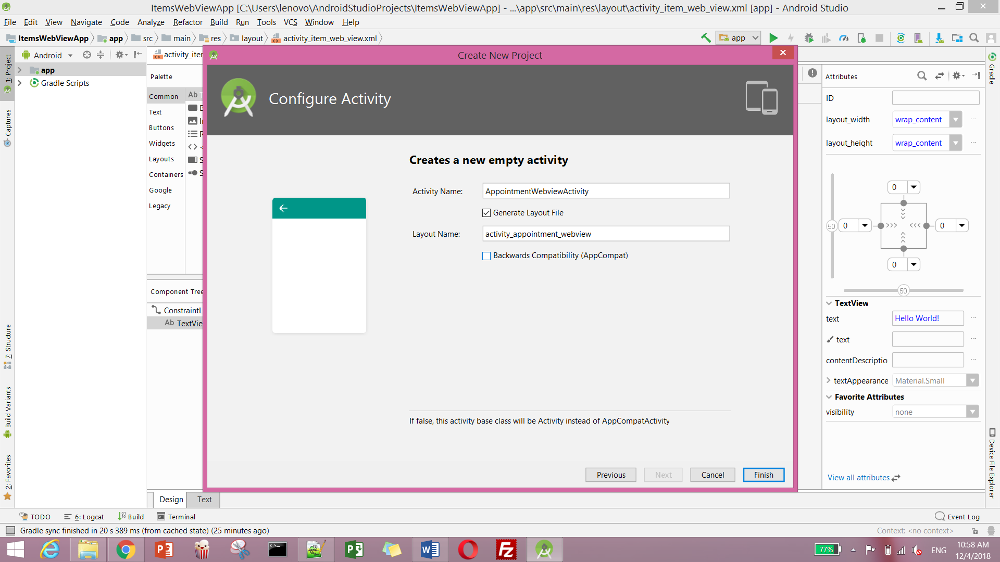 ItemsWebViewApp [C:\Users\lenovo\AndroidStudioProjects\ItemsWebViewApp] - ...\app\src\main\res\layout\activity_item_web_view.xml [app] - Android Studio
File Edit View Navigate Code Analyze Refactor Build Run Tools VCS Window Help
ItemsWebViewApp app src main res layout activity_item_web_view.xml
app
Android
activity_iter
Create New Project
1: Project
Captures
7: Structure
Build Variants
2: Favorites
app
Gradle Scripts
Palette
Common
Text
Buttons
Widgets
Layouts
Containers
Google
Legacy
Ab
Component Tree
ConstraintL
Ab TextVie
Configure Activity
Creates a new empty activity
Activity Name: AppointmentWebviewActivity
Generate Layout File
Layout Name: activity_appointment_webview
Backwards Compatibility (AppCompat)
If false, this activity base class will be Activity instead of AppCompatActivity
Previous Next Cancel Finish
Attributes
ID
layout_width wrap_content ...
layout_height wrap_content ...
0
50 0 0
0
50
TextView
text Hello World! ...
text ...
contentDescriptio ...
textAppearance Material.Small
Favorite Attributes
visibility none
View all attributes
Gradle
Device File Explorer
Design Text
TODO 6: Logcat Build Terminal Event Log
Gradle sync finished in 20 s 389 ms (from cached state) (25 minutes ago) Context: <no context>
77% ENG 10:58 AM
12/4/2018